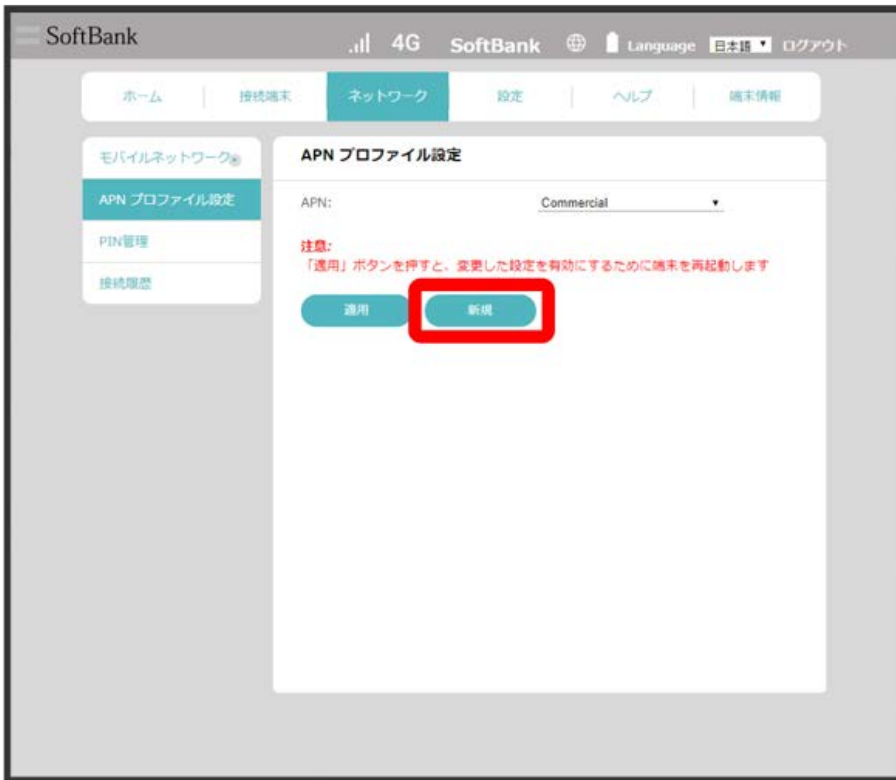 SoftBank
4G SoftBank Language 日本語 ログアウト
ホーム 接続端末 ネットワーク 設定 ヘルプ 端末情報
モバイルネットワーク
APN プロファイル設定
PIN管理
接続履歴
APN プロファイル設定
APN: Commercial
注意:
「適用」ボタンを押すと、変更した設定を有効にするために端末を再起動します
適用 新規